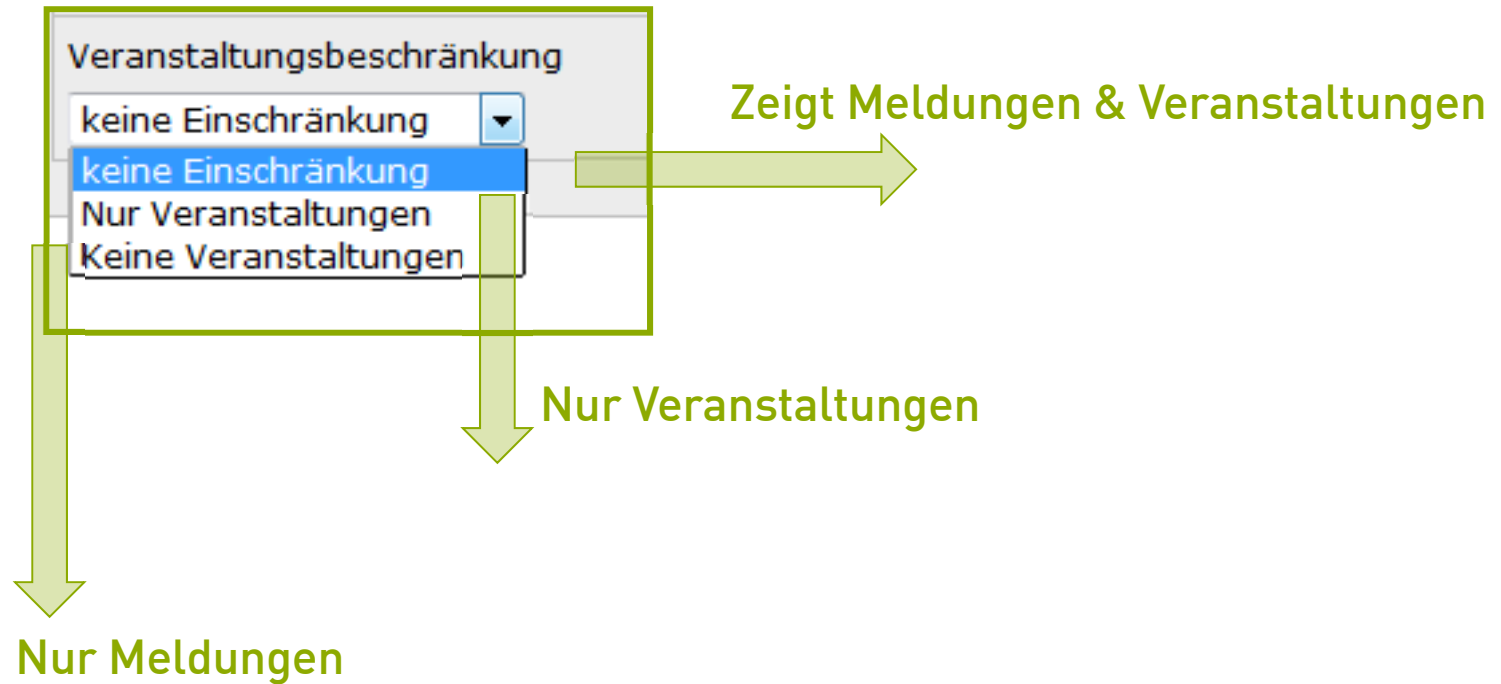 Veranstaltungsbeschränkung
keine Einschränkung
keine Einschränkung
Nur Veranstaltungen
Keine Veranstaltungen
Zeigt Meldungen & Veranstaltungen
Nur Veranstaltungen
Nur Meldungen